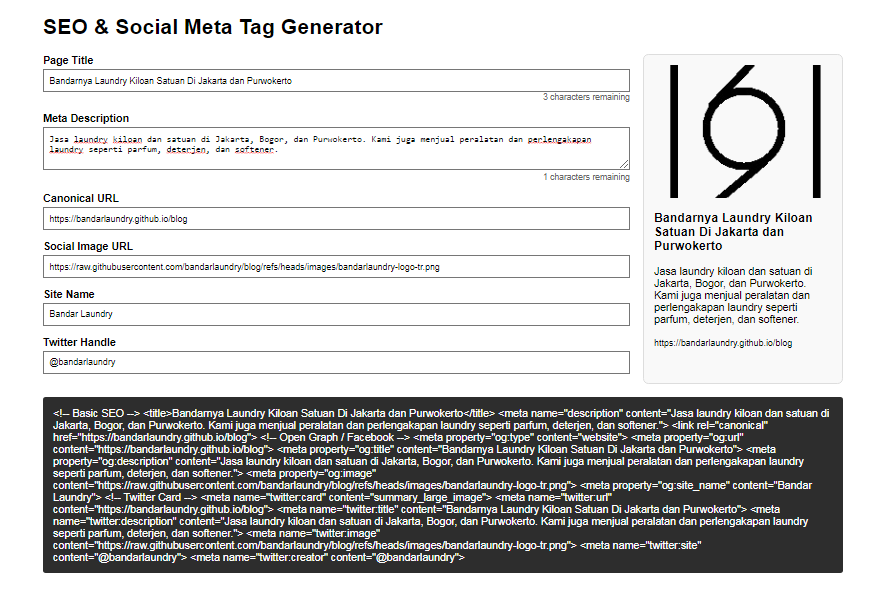 SEO & Social Meta Tag Generator
Page Title
Bandarnya Laundry Kiloan Satuan Di Jakarta dan Purwokerto
3 characters remaining
Meta Description
Jasa laundry kiloan dan satuan di Jakarta, Bogor, dan Purwokerto. Kami juga menjual peralatan dan perlengakapan
laundry seperti parfum, deterjen, dan softener.
1 characters remaining
Canonical URL
https://bandarlaundry.github.io/blog
Social Image URL
https://raw.githubusercontent.com/bandarlaundry/blog/refs/heads/images/bandarlaundry-logo-tr.png
Site Name
Bandar Laundry
Twitter Handle
@bandarlaundry
Bandarnya Laundry Kiloan
Satuan Di Jakarta dan
Purwokerto
Jasa laundry kiloan dan satuan di
Jakarta, Bogor, dan Purwokerto.
Kami juga menjual peralatan dan
perlengakapan laundry seperti
parfum, deterjen, dan softener.
https://bandarlaundry.github.io/blog
<!-- Basic SEO --> <title>Bandarnya Laundry Kiloan Satuan Di Jakarta dan Purwokerto</title> <meta name="description" content="Jasa laundry kiloan dan satuan di
Jakarta, Bogor, dan Purwokerto. Kami juga menjual peralatan dan perlengakapan laundry seperti parfum, deterjen, dan softener."> <link rel="canonical"
href="https://bandarlaundry.github.io/blog"> <!-- Open Graph / Facebook --> <meta property="og:type" content="website"> <meta property="og:url"
content="https://bandarlaundry.github.io/blog"> <meta property="og:title" content="Bandarnya Laundry Kiloan Satuan Di Jakarta dan Purwokerto"> <meta
property="og:description" content="Jasa laundry kiloan dan satuan di Jakarta, Bogor, dan Purwokerto. Kami juga menjual peralatan dan perlengakapan laundry
seperti parfum, deterjen, dan softener."> <meta property="og:image"
content="https://raw.githubusercontent.com/bandarlaundry/blog/refs/heads/images/bandarlaundry-logo-tr.png"> <meta property="og:site_name" content="Bandar
Laundry"> <!-- Twitter Card --> <meta name="twitter:card" content="summary_large_image"> <meta name="twitter:url"
content="https://bandarlaundry.github.io/blog"> <meta name="twitter:title" content="Bandarnya Laundry Kiloan Satuan Di Jakarta dan Purwokerto"> <meta
name="twitter:description" content="Jasa laundry kiloan dan satuan di Jakarta, Bogor, dan Purwokerto. Kami juga menjual peralatan dan perlengakapan laundry
seperti parfum, deterjen, dan softener."> <meta name="twitter:image"
content="https://raw.githubusercontent.com/bandarlaundry/blog/refs/heads/images/bandarlaundry-logo-tr.png"> <meta name="twitter:site"
content="@bandarlaundry"> <meta name="twitter:creator" content="@bandarlaundry">